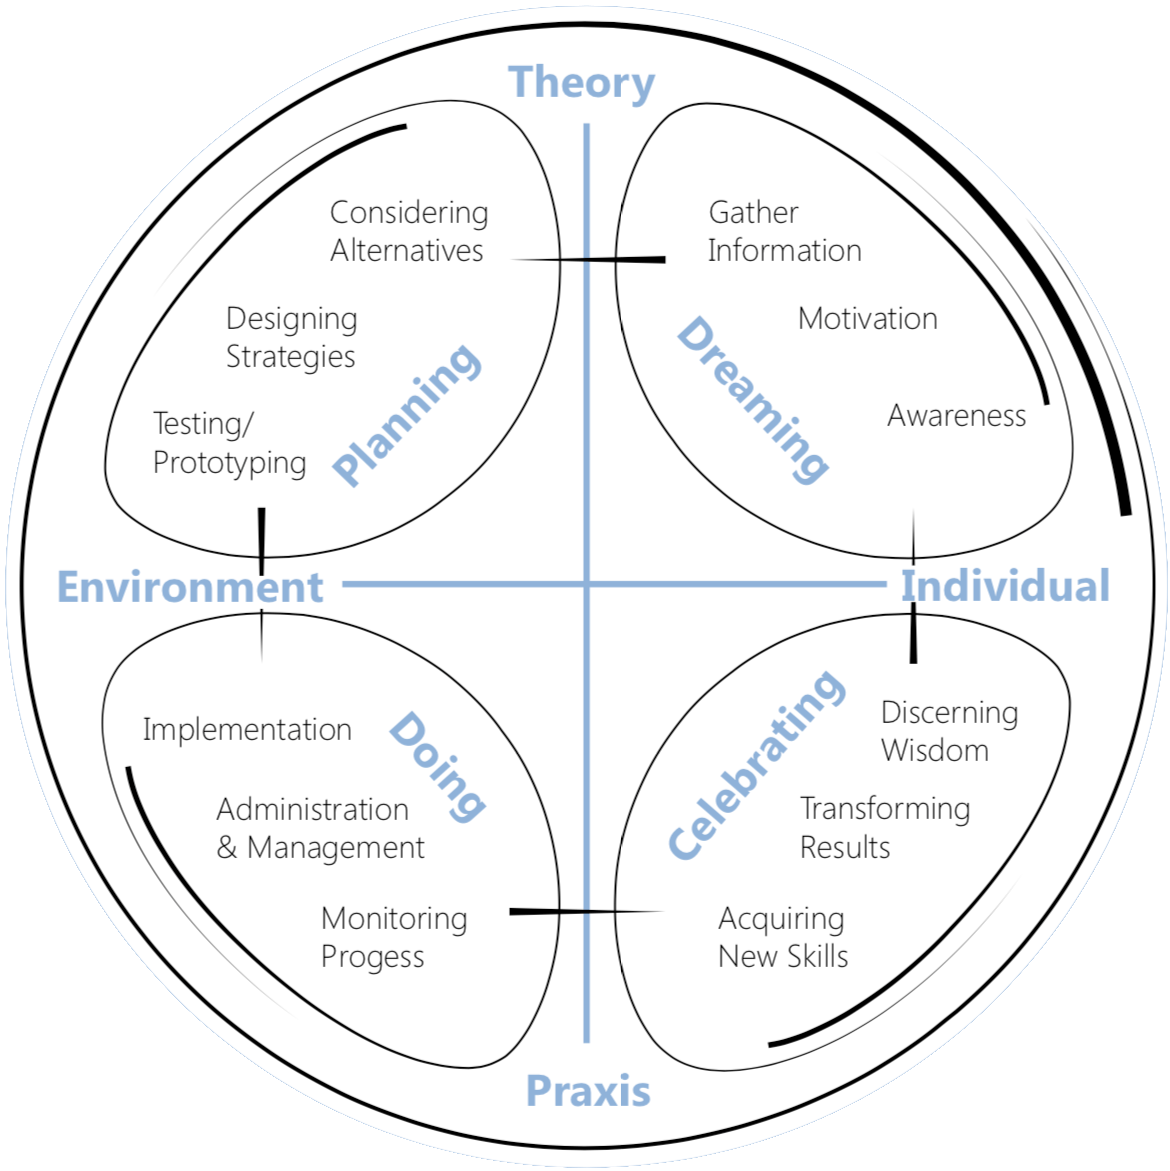 Theory
Considering
Alternatives
Designing
Strategies
Testing/
Prototyping
Planning
Gather
Information
Motivation
Awareness
Dreaming
Environment
Individual
Implementation
Administration
& Management
Monitoring
Progess
Doing
Celebrating
Discerning
Wisdom
Transforming
Results
Acquiring
New Skills
Praxis